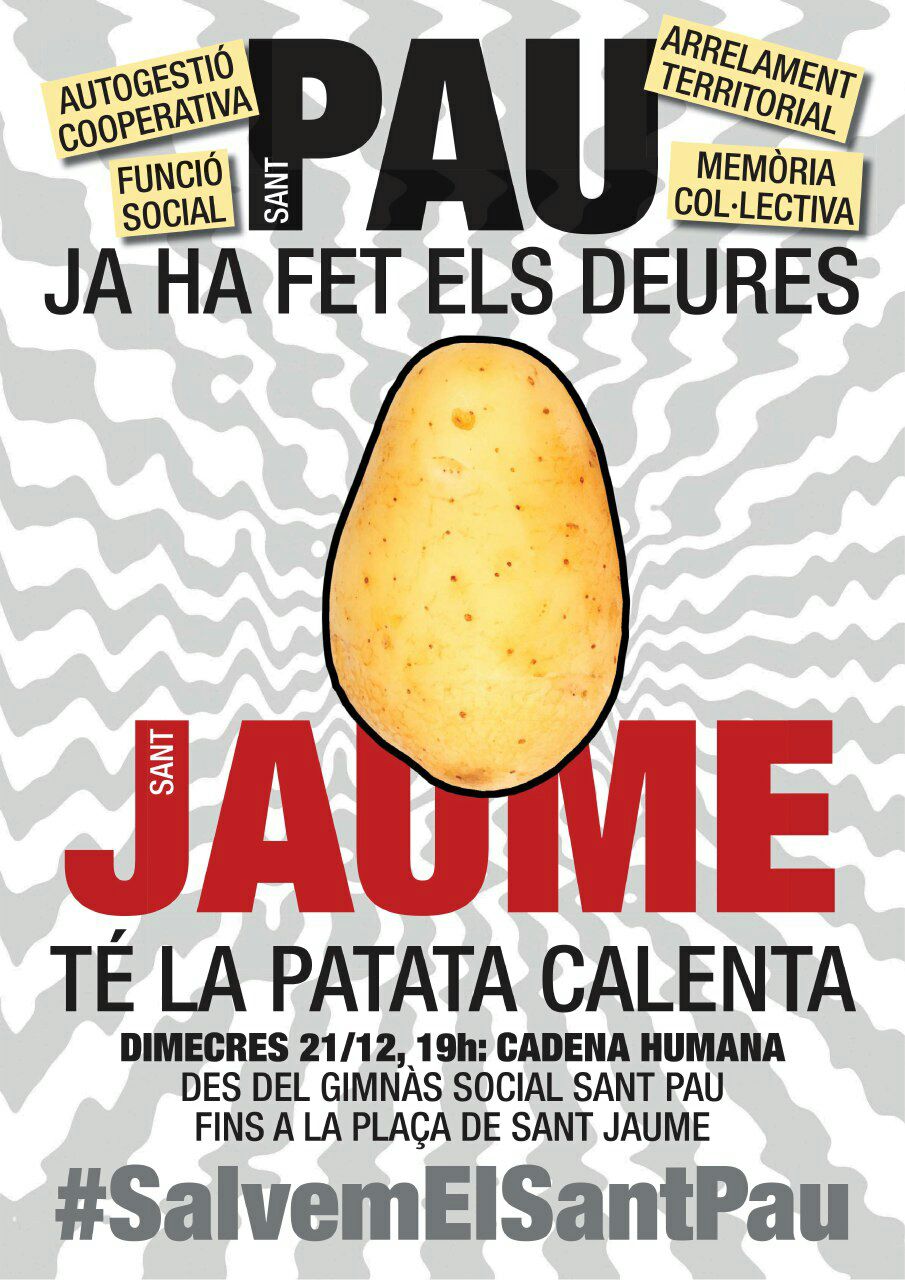 AUTOGESTIÓ
COOPERATIVA
FUNCIÓ
SOCIAL
SANT
PAU
ARRELAMENT
TERRITORIAL
MEMÒRIA
COL·LECTIVA
JA HA FET ELS DEURES
SANT
JAUME
TÉ LA PATATA CALENTA
DIMECRES 21/12, 19h: CADENA HUMANA
DES DEL GIMNÀS SOCIAL SANT PAU
FINS A LA PLAÇA DE SANT JAUME
#SalvemElSantPau